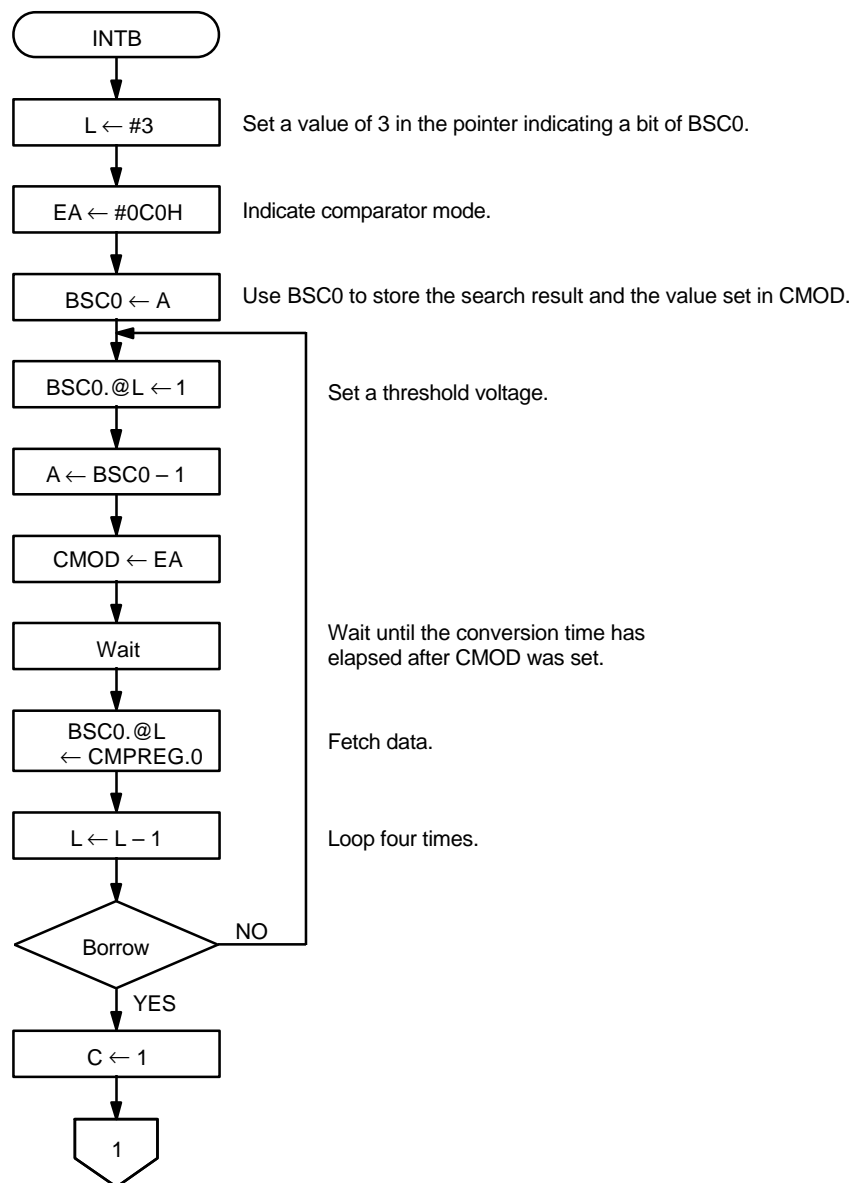 INTB
L ← #3
Set a value of 3 in the pointer indicating a bit of BSC0.
EA ← #0C0H
Indicate comparator mode.
BSC0 ← A
Use BSC0 to store the search result and the value set in CMOD.
BSC0.@L ← 1
Set a threshold voltage.
A ← BSC0 – 1
CMOD ← EA
Wait
Wait until the conversion time has
elapsed after CMOD was set.
BSC0.@L
← CMPREG.0
Fetch data.
L ← L – 1
Loop four times.
Borrow
NO
YES
C ← 1
1